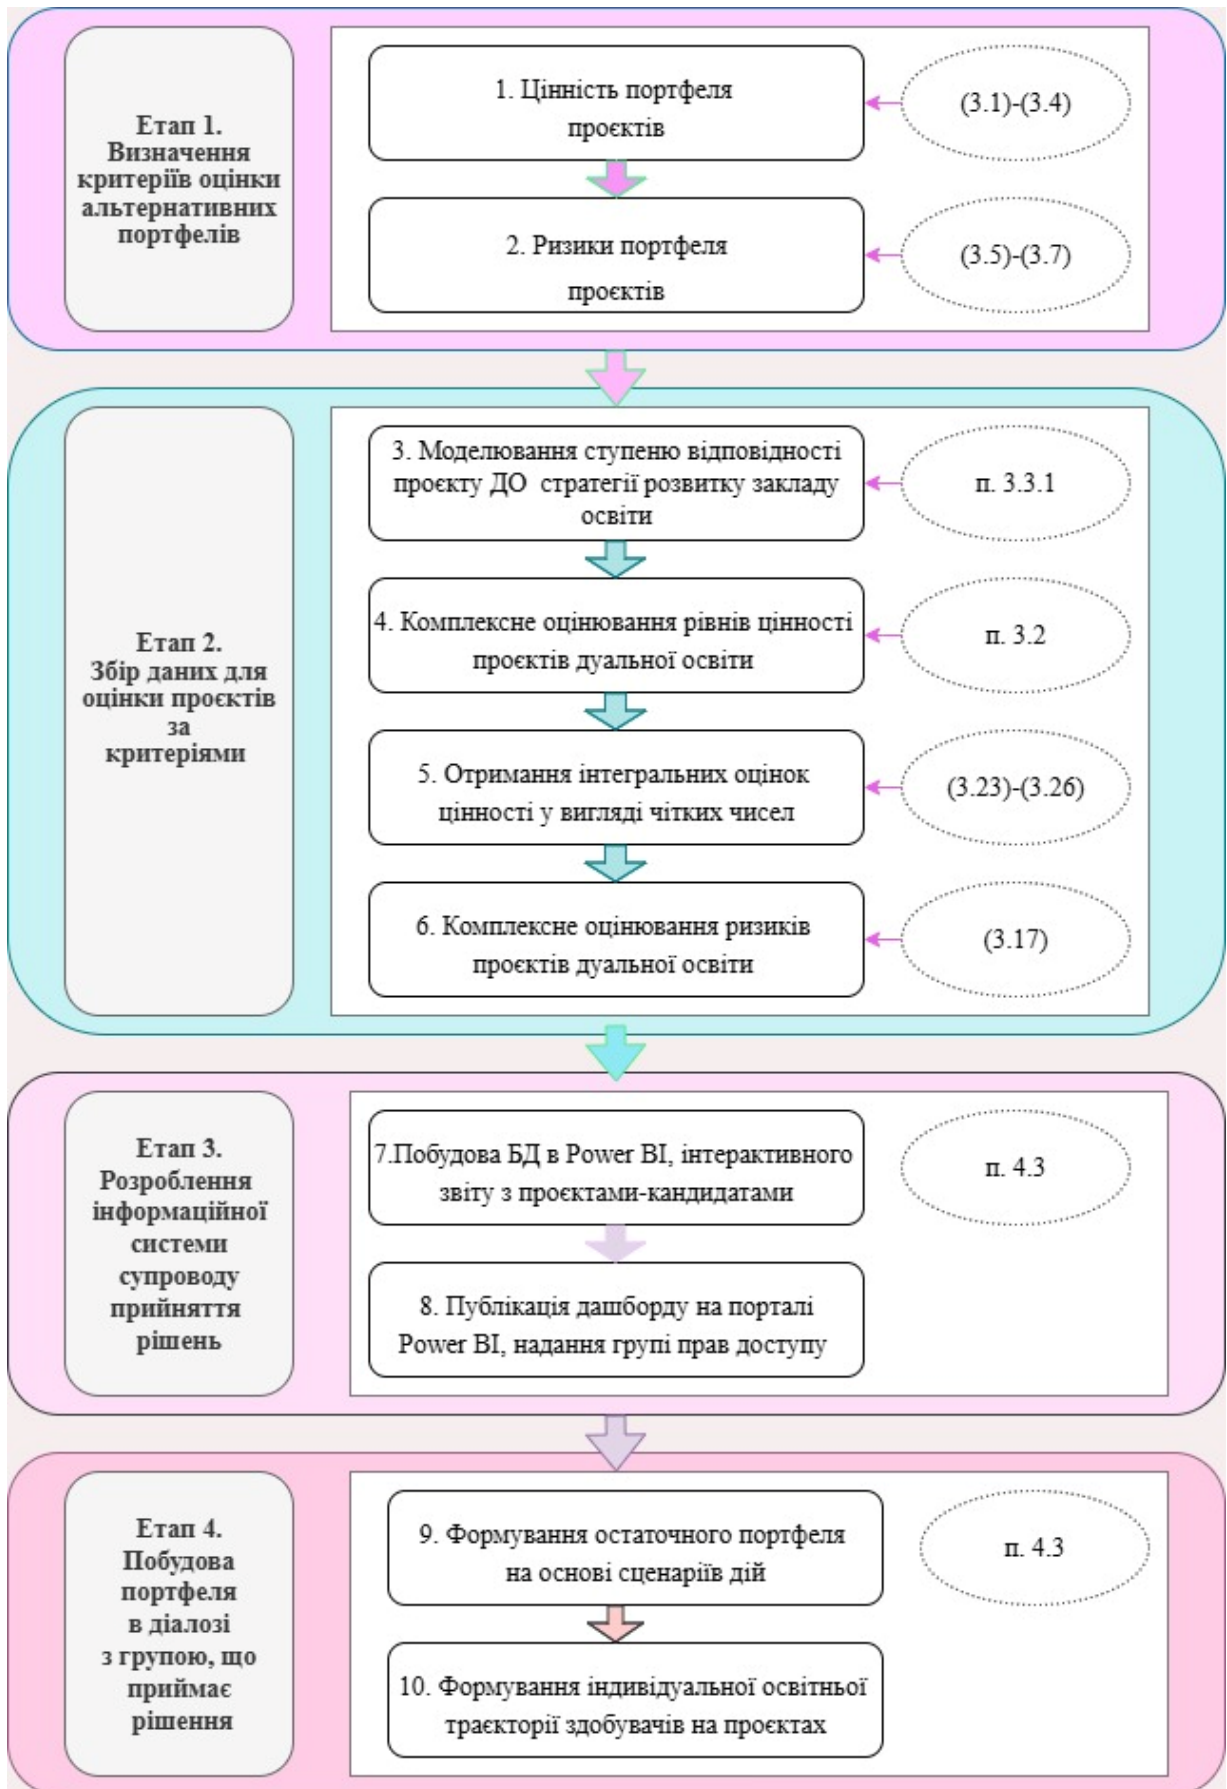 Етап 1.
Визначення
критеріїв оцінки
альтернативних
портфелів
1. Цінність портфеля
проєктів
(3.1)-(3.4)
2. Ризики портфеля
проєктів
(3.5)-(3.7)
Етап 2.
Збір даних для
оцінки проєктів
за
критеріями
3. Моделювання ступеню відповідності
проєкту ДО стратегії розвитку закладу
освіти
п. 3.3.1
4. Комплексне оцінювання рівнів цінності
проєктів дуальної освіти
п. 3.2
5. Отримання інтегральних оцінок
цінності у вигляді чітких чисел
(3.23)-(3.26)
6. Комплексне оцінювання ризиків
проєктів дуальної освіти
(3.17)
Етап 3.
Розроблення
інформаційної
системи
супроводу
прийняття
рішень
7.Побудова БД в Power BI, інтерактивного
звіту з проєктами-кандидатами
п. 4.3
8. Публікація дашборду на порталі
Power BI, надання групі прав доступу
Етап 4.
Побудова
портфеля
в діалозі
з групою, що
приймає
рішення
9. Формування остаточного портфеля
на основі сценаріїв дій
п. 4.3
10. Формування індивідуальної освітньої
траєкторії здобувачів на проєктах